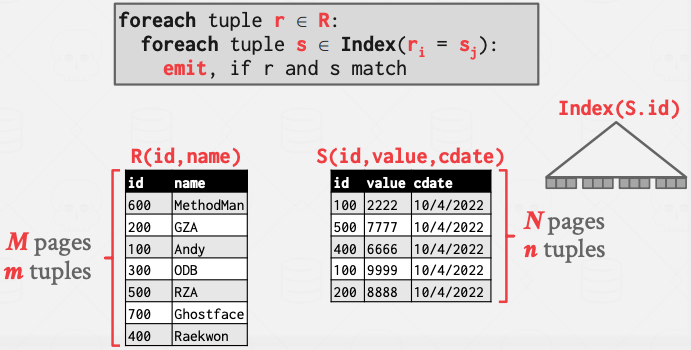 foreach tuple r ∈ R:
foreach tuple s ∈ Index(ri = sj):
emit, if r and s match
Index(S.id)
R(id,name)
id name
600 MethodMan
200 GZA
100 Andy
300 ODB
500 RZA
700 Ghostface
400 Raekwon
M pages
m tuples
S(id,value,cdate)
id value cdate
100 2222 10/4/2022
500 7777 10/4/2022
400 6666 10/4/2022
100 9999 10/4/2022
200 8888 10/4/2022
N pages
n tuples